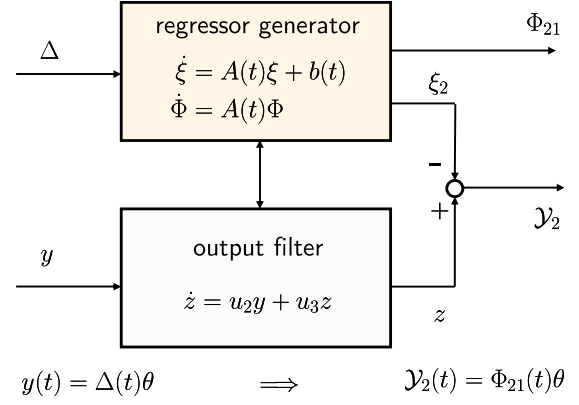 regressor generator
Φ₂₁
Δ
ξ̇ = A(t)ξ + b(t)
Φ̇ = A(t)Φ
ξ₂
−
+
output filter
𝒴₂
y
ż = u₂y + u₃z
z
y(t) = Δ(t)θ ⟹ 𝒴₂(t) = Φ₂₁(t)θ